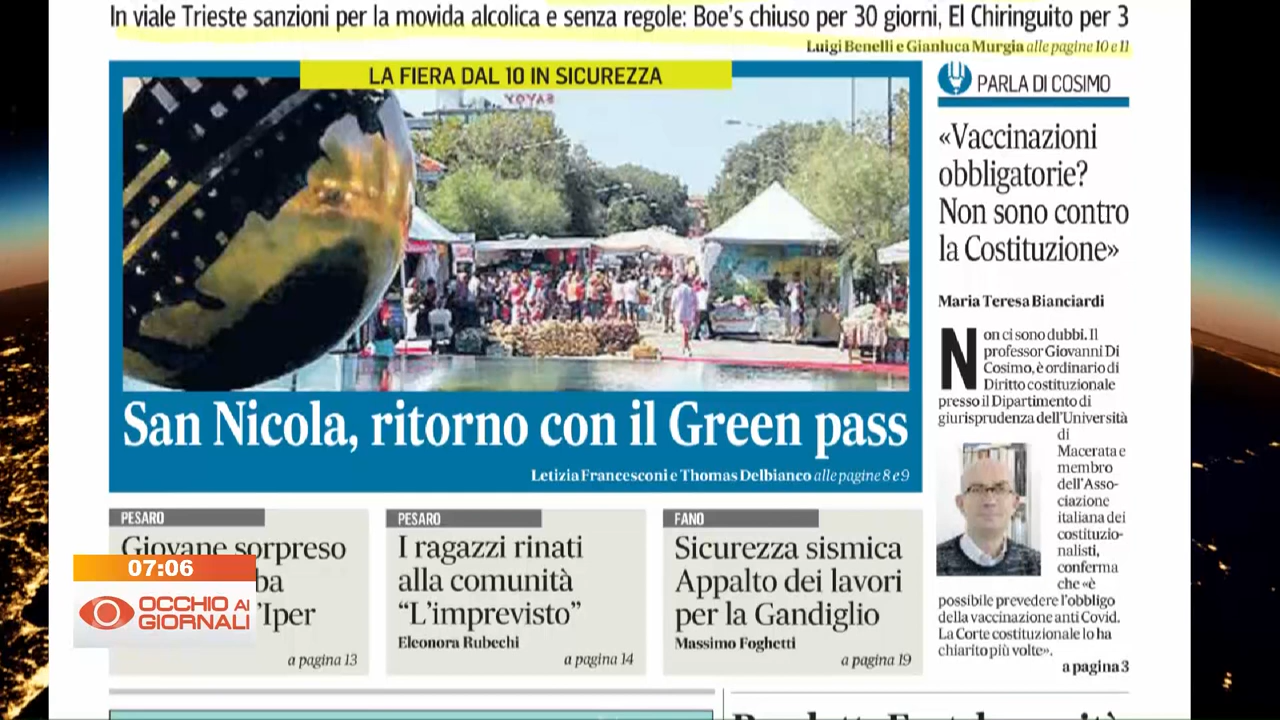 In viale Trieste sanzioni per la movida alcolica e senza regole: Boe's chiuso per 30 giorni, El Chiringuito per 3
Luigi Benelli e Gianluca Murgia alle pagine 10 e 11
LA FIERA DAL 10 IN SICUREZZA
SAVOY
San Nicola, ritorno con il Green pass
Letizia Francesconi e Thomas Delbianco alle pagine 8 e 9
PARLA DI COSIMO
«Vaccinazioni
obbligatorie?
Non sono contro
la Costituzione»
Maria Teresa Bianciardi
Non ci sono dubbi. Il
professor Giovanni Di
Cosimo, è ordinario di
Diritto costituzionale
presso il Dipartimento di
giurisprudenza dell'Università
di
Macerata e
membro
dell'Asso-
ciazione
italiana dei
costituzio-
nalisti,
conferma
che «è
possibile prevedere l'obbligo
della vaccinazione anti Covid.
La Corte costituzionale lo ha
chiarito più volte».
a pagina 3
PESARO
Giovane sorpreso
ba
'Iper
a pagina 13
PESARO
I ragazzi rinati
alla comunità
“L'imprevisto”
Eleonora Rubechi
a pagina 14
FANO
Sicurezza sismica
Appalto dei lavori
per la Gandiglio
Massimo Foghetti
a pagina 19
07:06
OCCHIO AI
GIORNALI